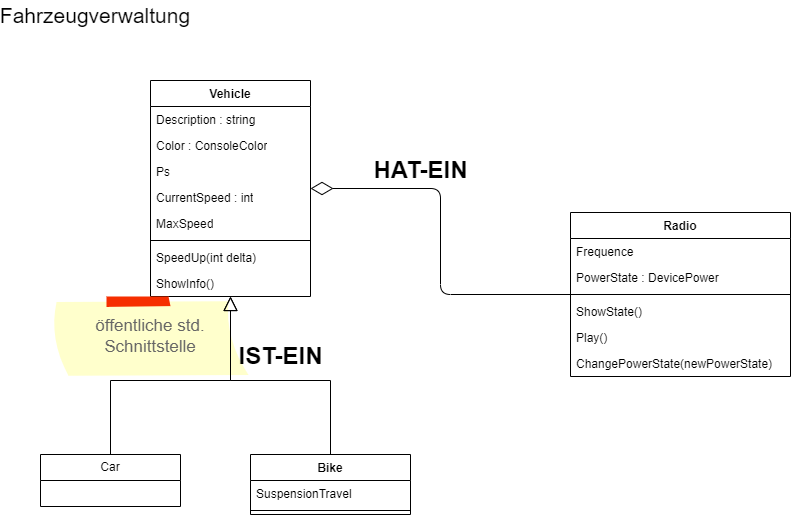 Fahrzeugverwaltung
Vehicle
Description : string
Color : ConsoleColor
Ps
CurrentSpeed : int
MaxSpeed
SpeedUp(int delta)
ShowInfo()
HAT-EIN
Radio
Frequence
PowerState : DevicePower
ShowState()
Play()
ChangePowerState(newPowerState)
öffentliche std.
Schnittstelle
IST-EIN
Car
Bike
SuspensionTravel